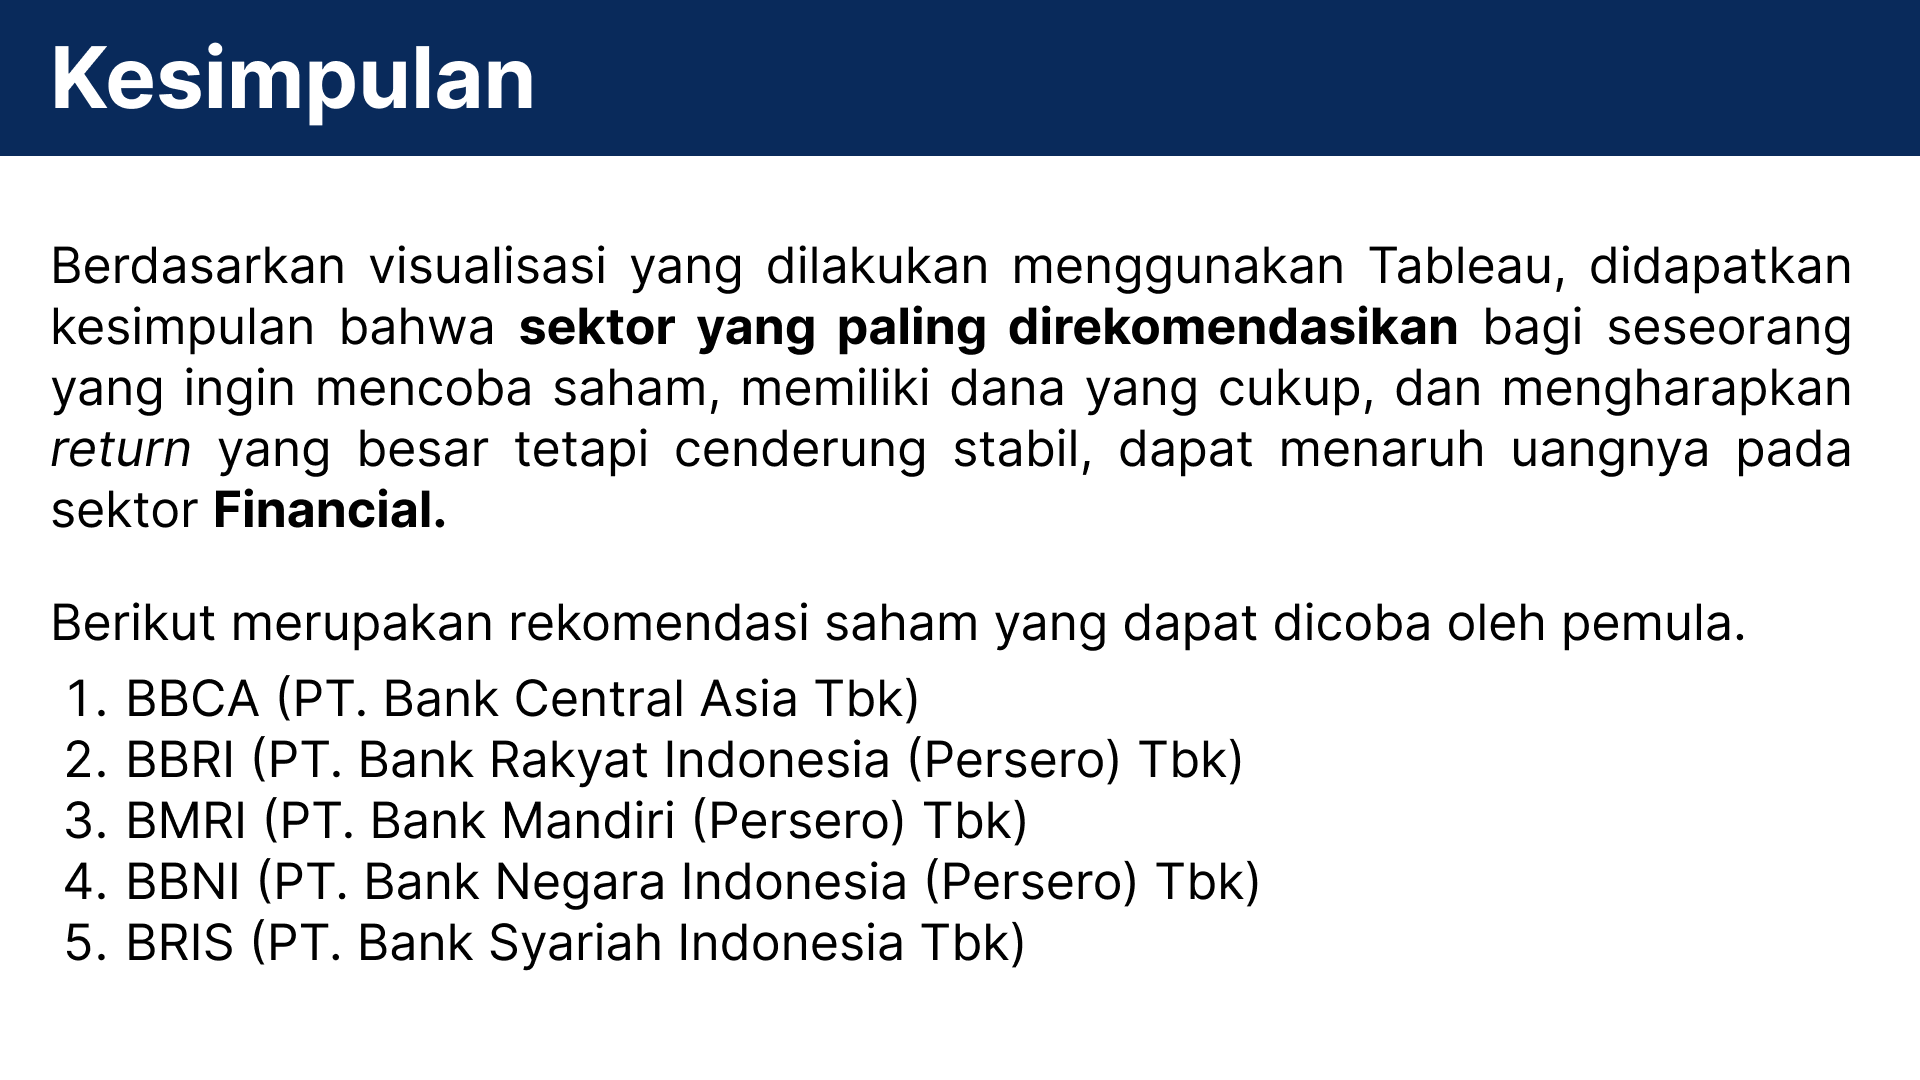 Kesimpulan
Berdasarkan visualisasi yang dilakukan menggunakan Tableau, didapatkan
kesimpulan bahwa sektor yang paling direkomendasikan bagi seseorang
yang ingin mencoba saham, memiliki dana yang cukup, dan mengharapkan
return yang besar tetapi cenderung stabil, dapat menaruh uangnya pada
sektor Financial.
Berikut merupakan rekomendasi saham yang dapat dicoba oleh pemula.
1. BBCA (PT. Bank Central Asia Tbk)
2. BBRI (PT. Bank Rakyat Indonesia (Persero) Tbk)
3. BMRI (PT. Bank Mandiri (Persero) Tbk)
4. BBNI (PT. Bank Negara Indonesia (Persero) Tbk)
5. BRIS (PT. Bank Syariah Indonesia Tbk)